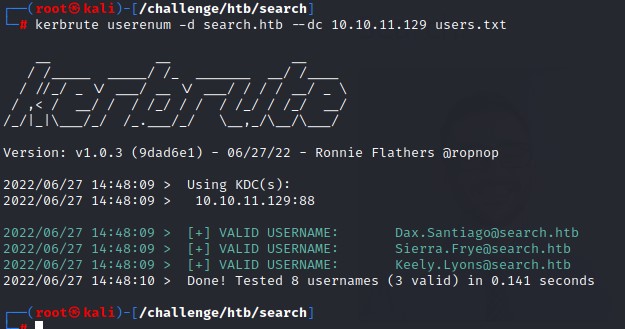 ┌──(root㉿kali)-[/challenge/htb/search]
└─# kerbrute userenum -d search.htb --dc 10.10.11.129 users.txt
kerbrute
Version: v1.0.3 (9dad6e1) - 06/27/22 - Ronnie Flathers @ropnop
2022/06/27 14:48:09 >  Using KDC(s):
2022/06/27 14:48:09 >   10.10.11.129:88
2022/06/27 14:48:09 >  [+] VALID USERNAME:       Dax.Santiago@search.htb
2022/06/27 14:48:09 >  [+] VALID USERNAME:       Sierra.Frye@search.htb
2022/06/27 14:48:09 >  [+] VALID USERNAME:       Keely.Lyons@search.htb
2022/06/27 14:48:10 >  Done! Tested 8 usernames (3 valid) in 0.141 seconds
┌──(root㉿kali)-[/challenge/htb/search]
└─#